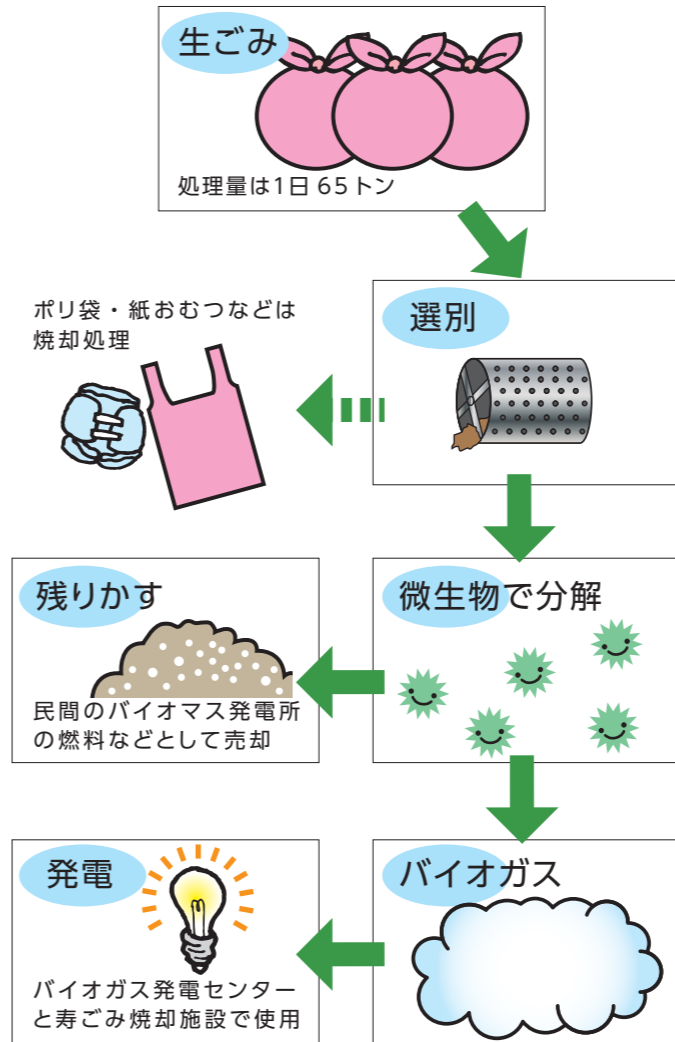 生ごみ
処理量は1日65トン
選別
ポリ袋・紙おむつなどは
焼却処理
微生物で分解
残りかす
民間のバイオマス発電所
の燃料などとして売却
バイオガス
発電
バイオガス発電センター
と寿ごみ焼却施設で使用